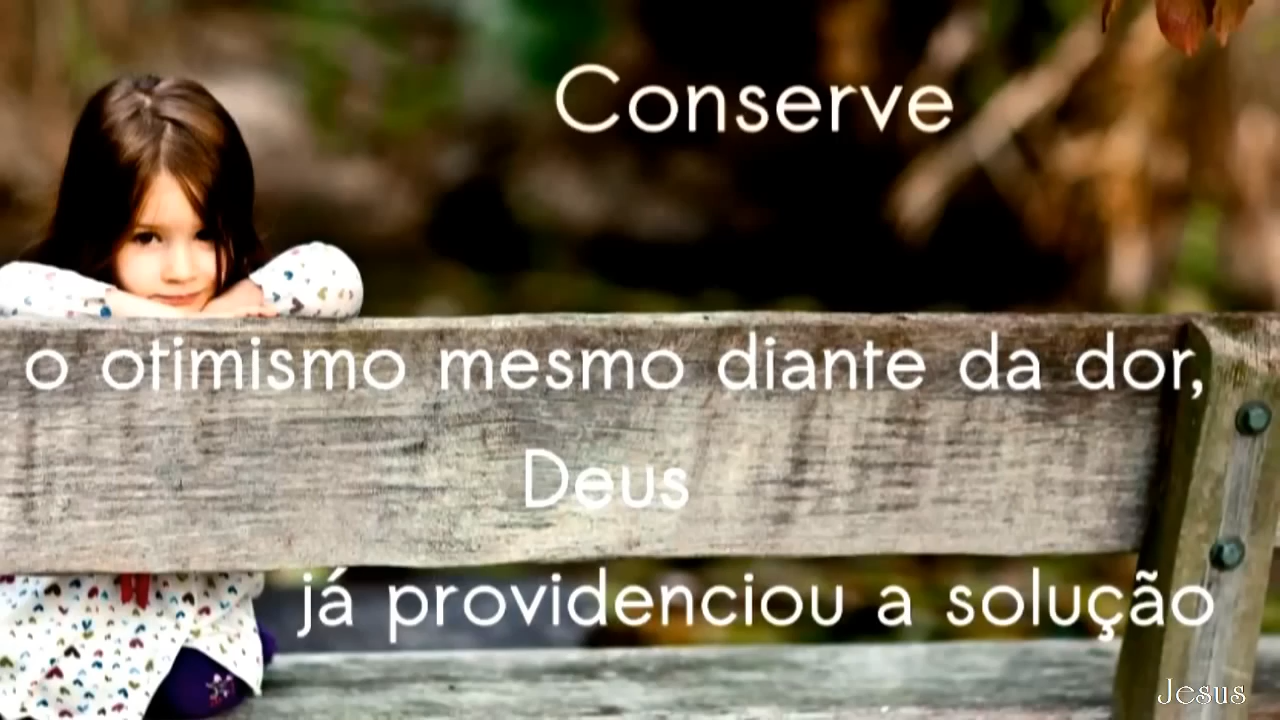 Conserve
o otimismo mesmo diante da dor,
Deus
já providenciou a solução
Jesus